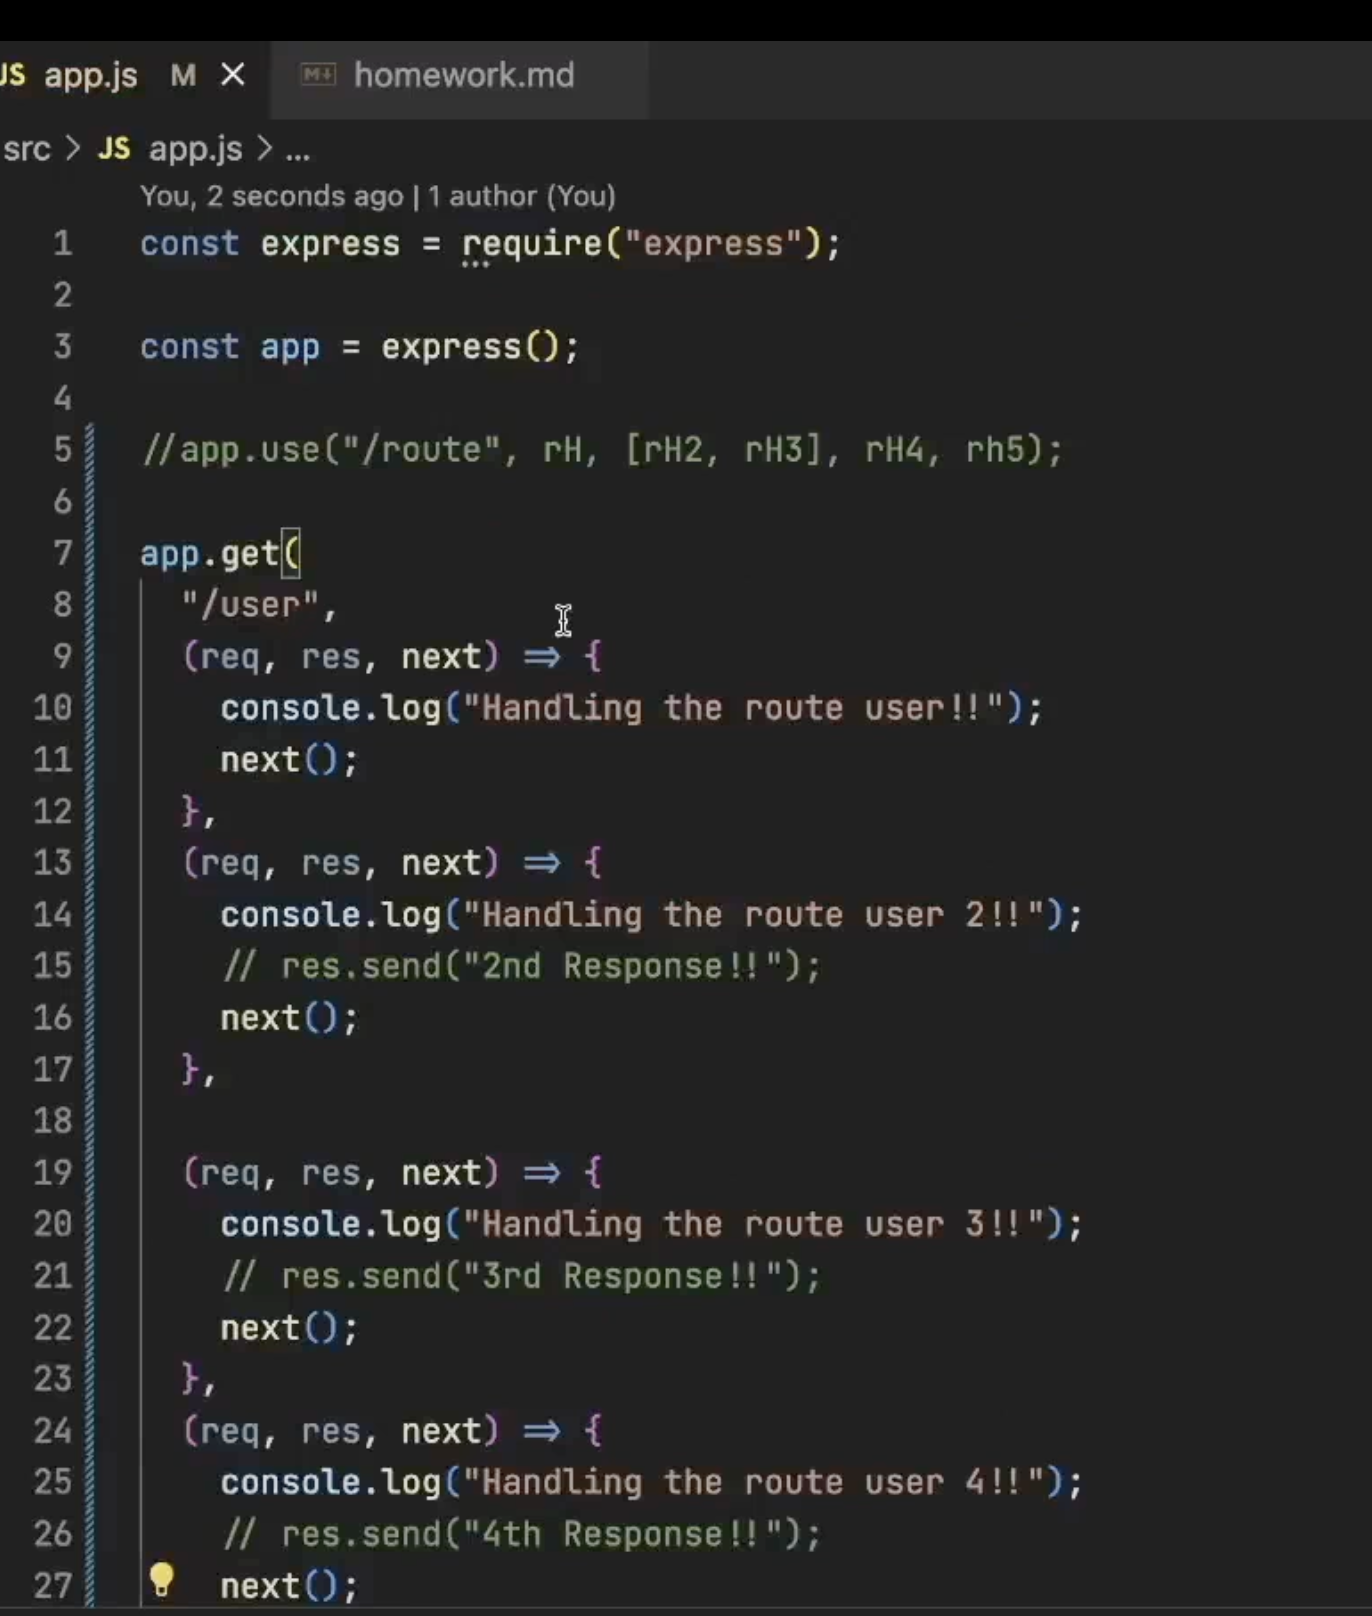 JS app.js M ×
M↓ homework.md
src > JS app.js > ...
You, 2 seconds ago | 1 author (You)
1 const express = require("express");
2
3 const app = express();
4
5 //app.use("/route", rH, [rH2, rH3], rH4, rh5);
6
7 app.get(
8 "/user",
9 (req, res, next) => {
10 console.log("Handling the route user!!");
11 next();
12 },
13 (req, res, next) => {
14 console.log("Handling the route user 2!!");
15 // res.send("2nd Response!!");
16 next();
17 },
18
19 (req, res, next) => {
20 console.log("Handling the route user 3!!");
21 // res.send("3rd Response!!");
22 next();
23 },
24 (req, res, next) => {
25 console.log("Handling the route user 4!!");
26 // res.send("4th Response!!");
27 next();